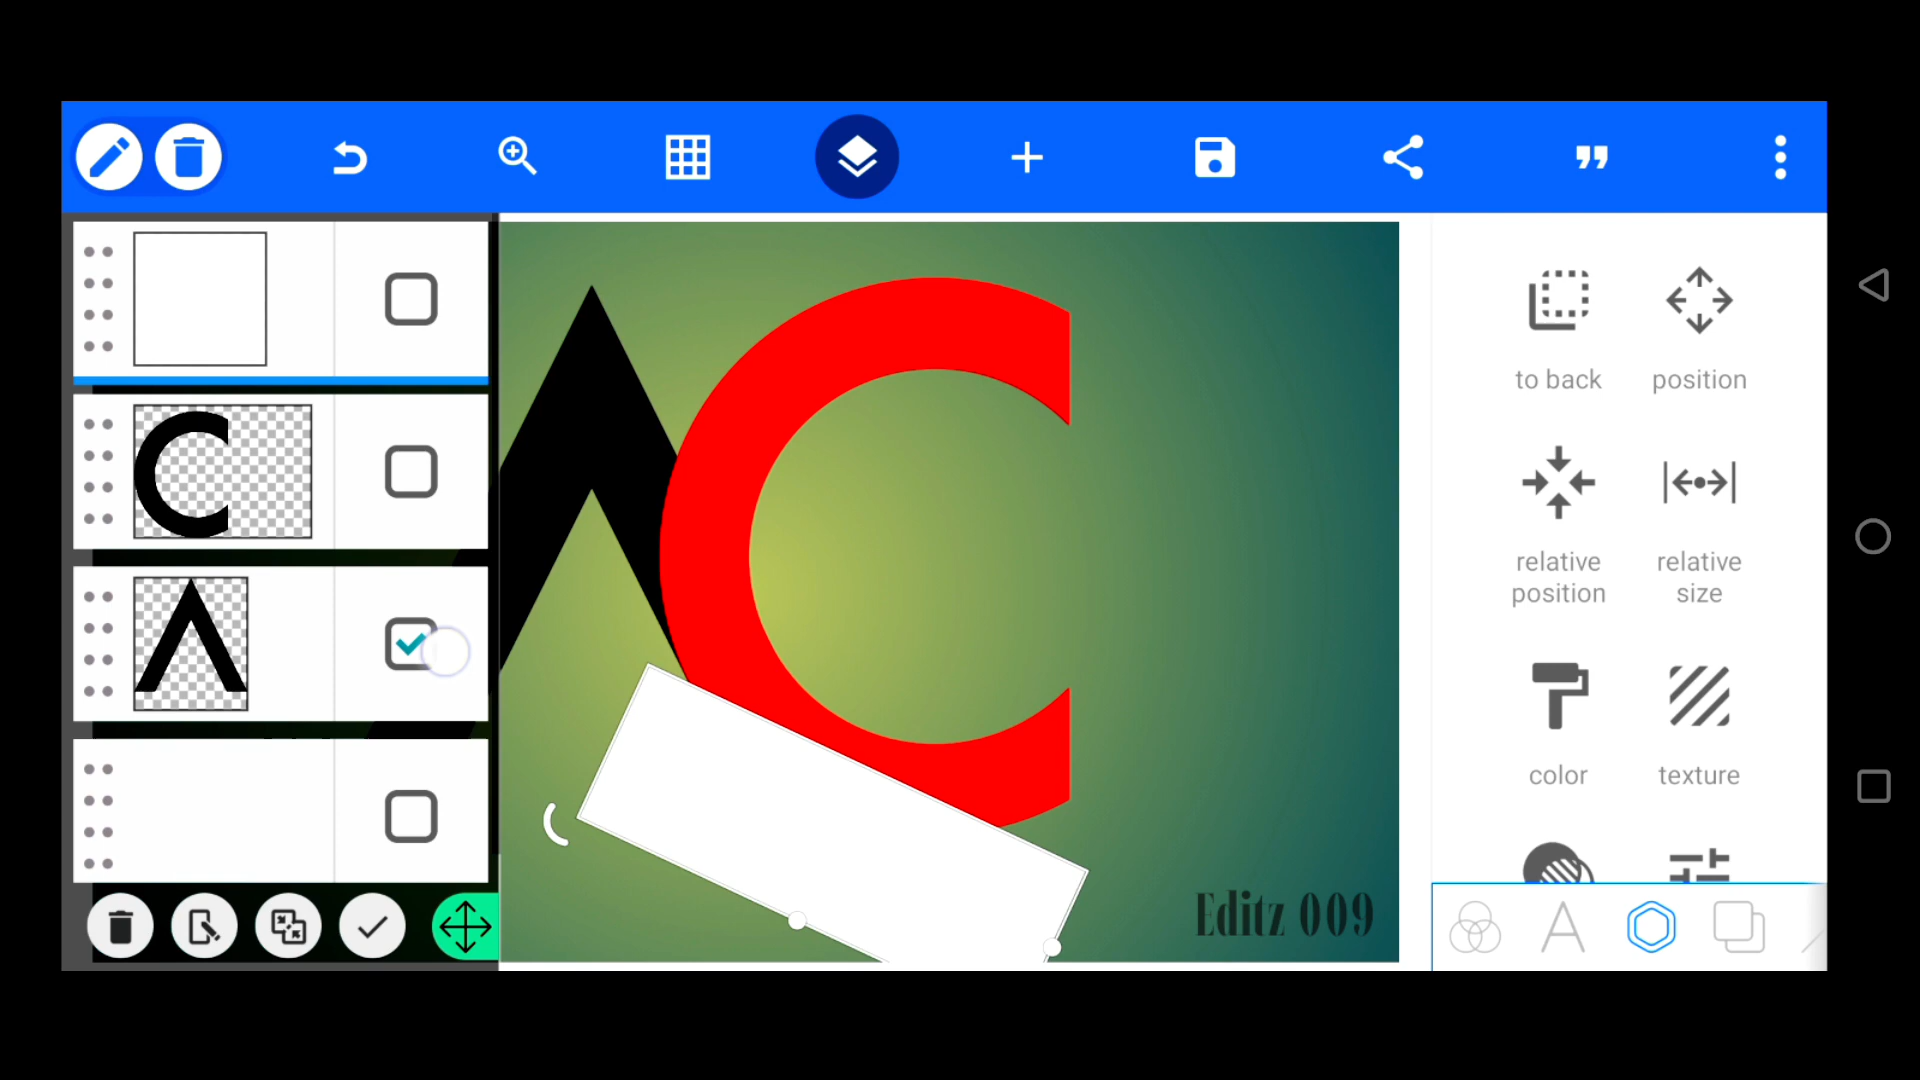 to back
position
relative
position
relative
size
color
texture
C
Editz 009